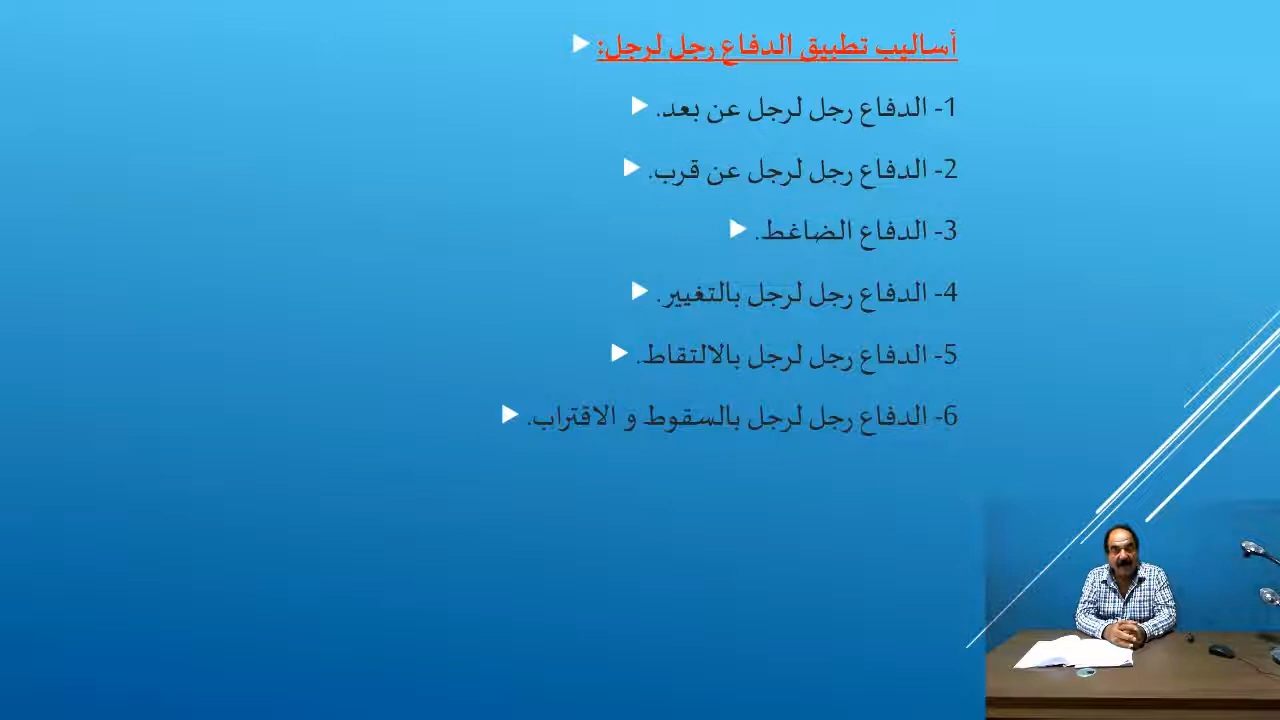 أساليب تطبيق الدفاع رجل لرجل:
1- الدفاع رجل لرجل عن بعد.
2- الدفاع رجل لرجل عن قرب.
3- الدفاع الضاغط.
4- الدفاع رجل لرجل بالتغيير.
5- الدفاع رجل لرجل بالالتقاط.
6- الدفاع رجل لرجل بالسقوط و الاقتراب.